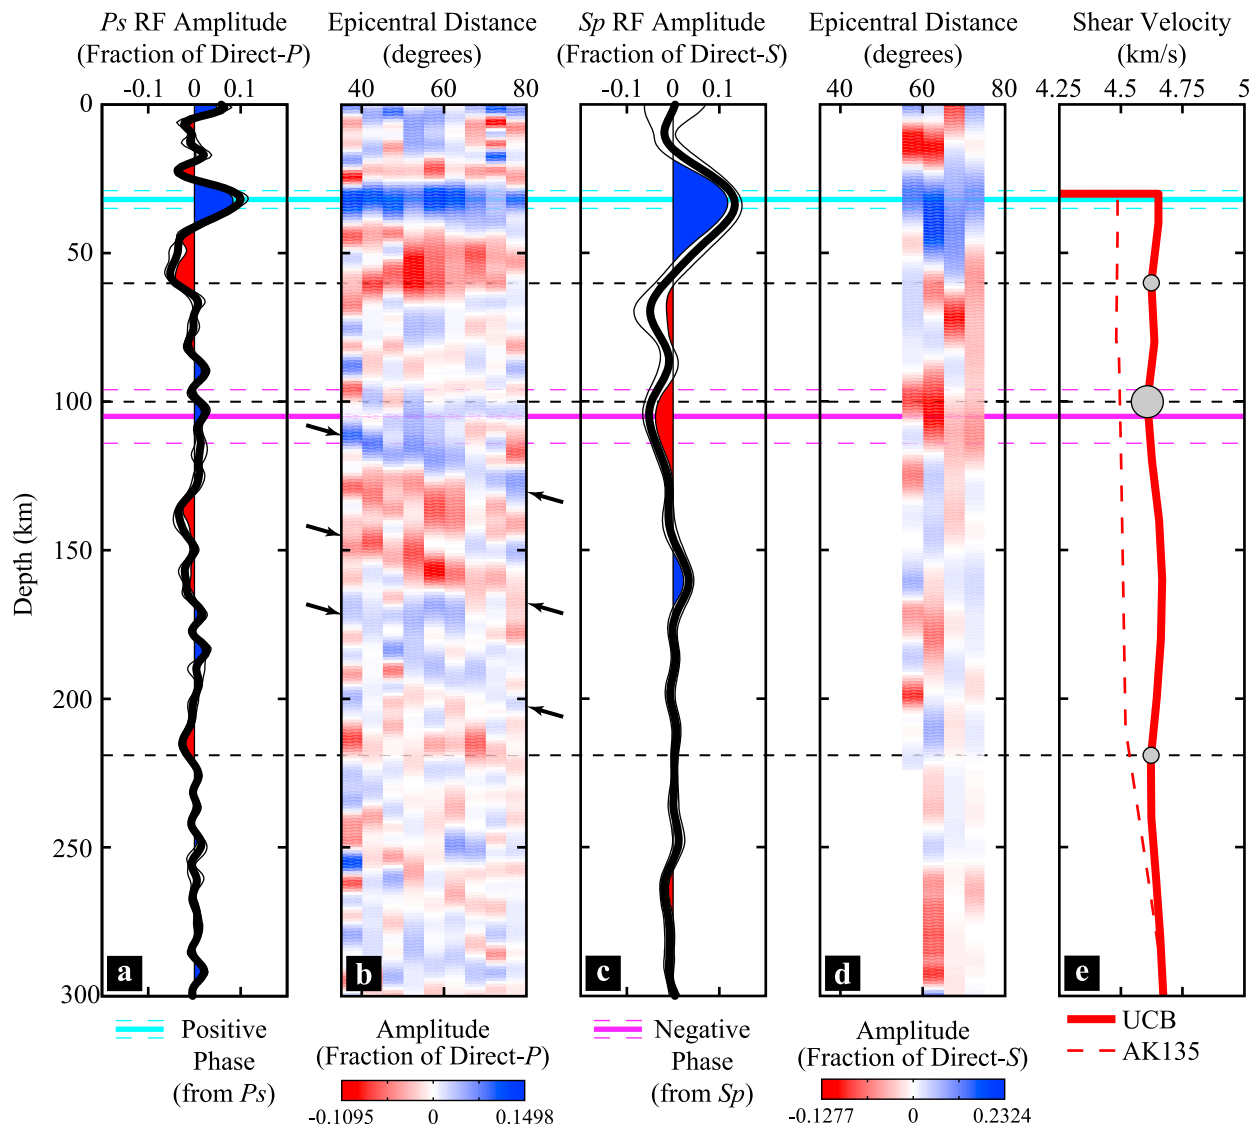 Ps RF Amplitude
(Fraction of Direct-P)
-0.1 0 0.1
Epicentral Distance
(degrees)
40 60 80
Sp RF Amplitude
(Fraction of Direct-S)
-0.1 0 0.1
Epicentral Distance
(degrees)
40 60 80
Shear Velocity
(km/s)
4.25 4.5 4.75 5
Depth (km)
0
50
100
150
200
250
300
a
b
c
d
e
Positive
Phase
(from Ps)
Amplitude
(Fraction of Direct-P)
-0.1095 0 0.1498
Negative
Phase
(from Sp)
Amplitude
(Fraction of Direct-S)
-0.1277 0 0.2324
UCB
AK135